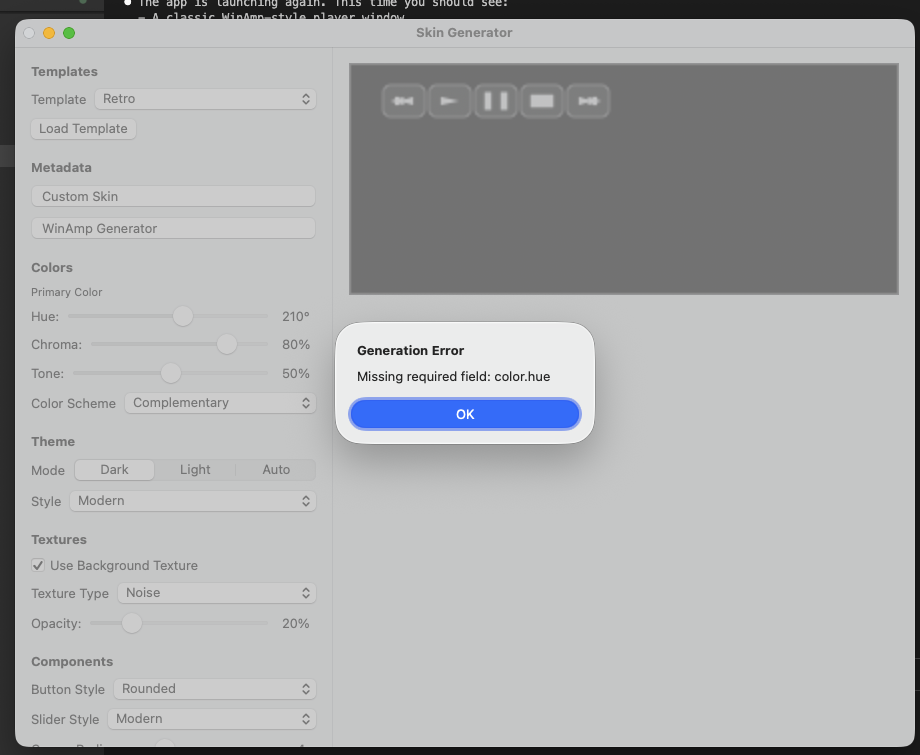 ● The app is launching again. This time you should see:
– A classic WinAmp-style player window
Skin Generator
Templates
Template Retro
Load Template
Metadata
Custom Skin
WinAmp Generator
Colors
Primary Color
Hue: 210°
Chroma: 80%
Tone: 50%
Color Scheme Complementary
Theme
Mode Dark Light Auto
Style Modern
Textures
Use Background Texture
Texture Type Noise
Opacity: 20%
Components
Button Style Rounded
Slider Style Modern
Generation Error
Missing required field: color.hue
OK